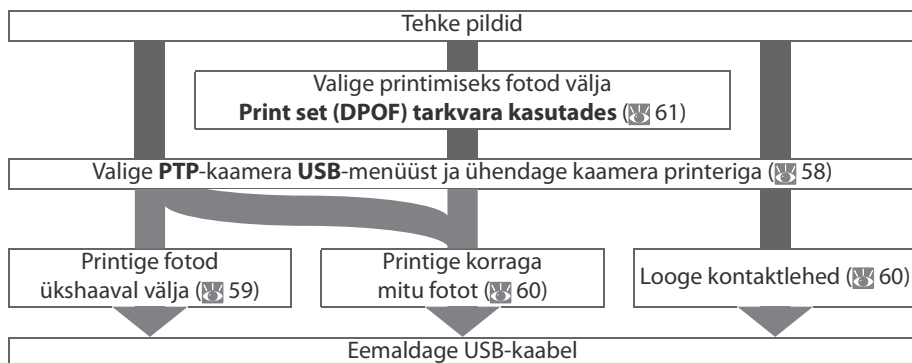 Tehke pildid
Valige printimiseks fotod välja
Print set (DPOF) tarkvara kasutades ( 61)
Valige PTP-kaamera USB-menüüst ja ühendage kaamera printeriga ( 58)
Printige fotod
ükshaaval välja ( 59)
Printige korraga
mitu fotot ( 60)
Looge kontaktlehed ( 60)
Eemaldage USB-kaabel